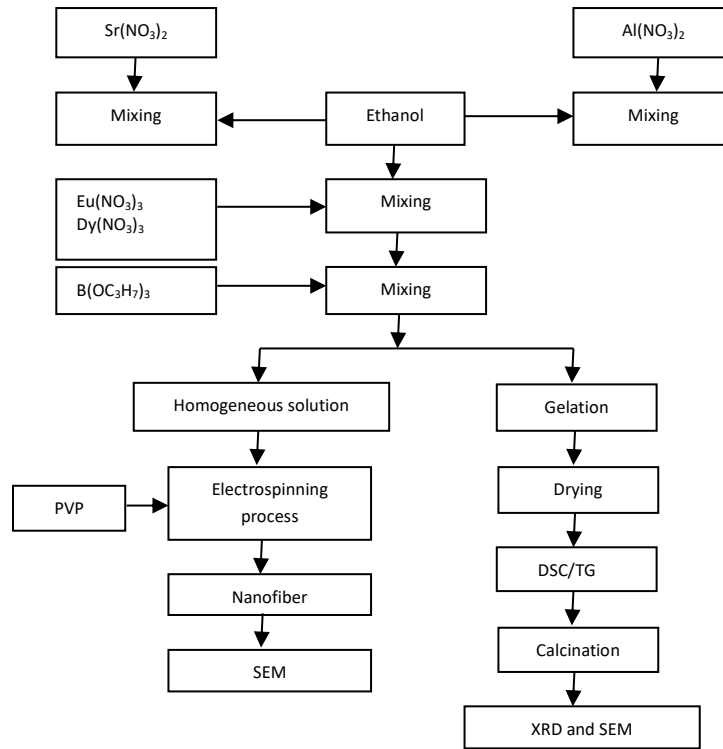 Sr(NO₃)₂
Al(NO₃)₂
Mixing
Ethanol
Mixing
Eu(NO₃)₃
Dy(NO₃)₃
Mixing
B(OC₃H₇)₃
Mixing
Homogeneous solution
Gelation
PVP
Electrospinning
process
Drying
Nanofiber
DSC/TG
SEM
Calcination
XRD and SEM